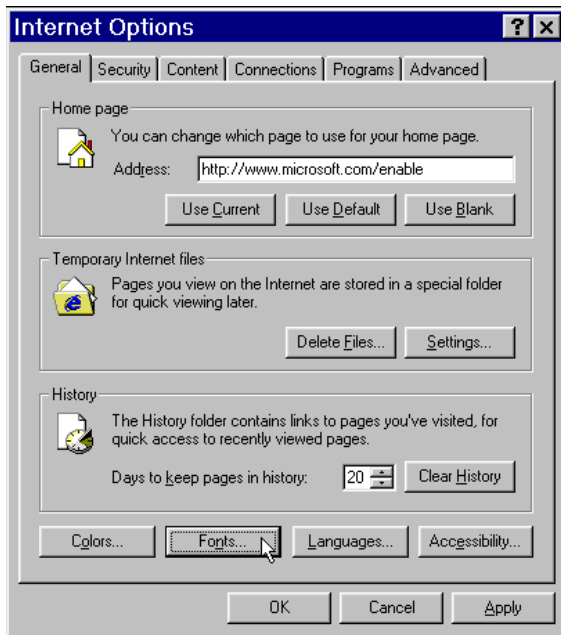 Internet Options ? ×
General Security Content Connections Programs Advanced
Home page
You can change which page to use for your home page.
Address: http://www.microsoft.com/enable
Use Current Use Default Use Blank
Temporary Internet files
Pages you view on the Internet are stored in a special folder
for quick viewing later.
Delete Files... Settings...
History
The History folder contains links to pages you've visited, for
quick access to recently viewed pages.
Days to keep pages in history: 20 Clear History
Colors... Fonts... Languages... Accessibility...
OK Cancel Apply